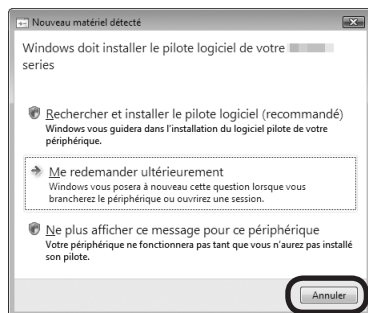 Nouveau matériel détecté
Windows doit installer le pilote logiciel de votre
series
Rechercher et installer le pilote logiciel (recommandé)
Windows vous guidera dans l'installation du logiciel pilote de votre
périphérique.
Me redemander ultérieurement
Windows vous posera à nouveau cette question lorsque vous
brancherez le périphérique ou ouvrirez une session.
Ne plus afficher ce message pour ce périphérique
Votre périphérique ne fonctionnera pas tant que vous n'aurez pas installé
son pilote.
Annuler